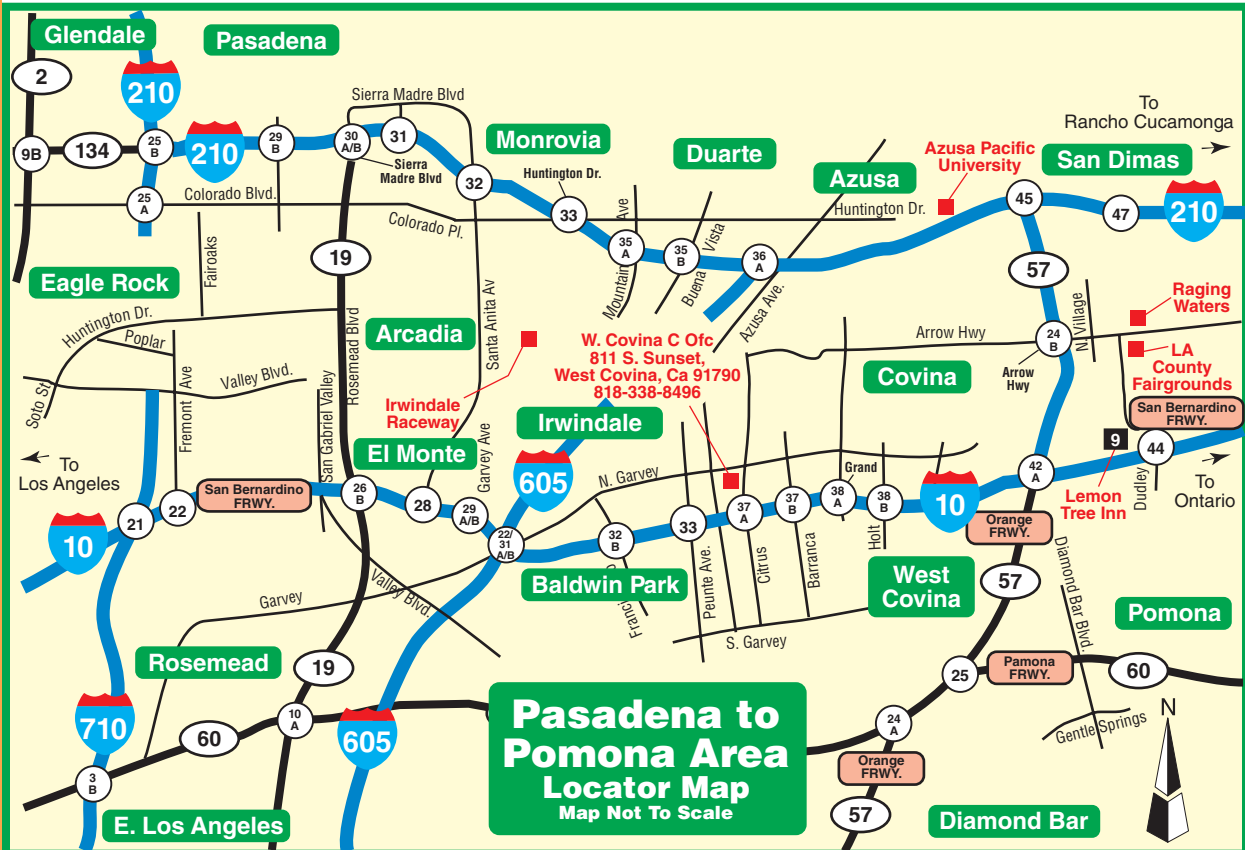 Glendale
Pasadena
2
210
Sierra Madre Blvd
Monrovia
Duarte
Azusa
Azusa Pacific
University
To
Rancho Cucamonga
San Dimas
9B
134
25
B
210
29
B
30
A/B
31
Sierra
Madre Blvd
32
Huntington Dr.
33
25
A
Colorado Blvd.
Colorado Pl.
Huntington Dr.
45
47
210
35
A
35
B
36
A
Mountain
Ave
Buena
Vista
Azusa Ave.
Eagle Rock
Fairoaks
19
57
Huntington Dr.
Poplar
Arcadia
Rosemead Blvd
Santa Anita Av
W. Covina C Ofc
811 S. Sunset,
West Covina, Ca 91790
818-338-8496
Arrow Hwy
24
B
Arrow
Hwy
N. Village
Raging
Waters
LA
County
Fairgrounds
Soto St
Valley Blvd.
Fremont Ave
San Gabriel Valley
Irwindale
Raceway
Irwindale
Covina
San Bernardino
FRWY.
To
Los Angeles
El Monte
Garvey Ave
605
N. Garvey
Grand
9
44
To
Ontario
Lemon
Tree Inn
Dudley
10
21
22
San Bernardino
FRWY.
26
B
28
29
A/B
22/
31
A/B
32
B
33
37
A
37
B
38
A
38
B
10
42
A
Orange
FRWY.
Garvey
Valley Blvd.
Baldwin Park
Peunte Ave.
Citrus
Barranca
Holt
S. Garvey
West
Covina
57
Diamond Bar Blvd.
Pomona
Rosemead
19
25
Pamona
FRWY.
60
710
60
10
A
605
Pasadena to
Pomona Area
Locator Map
Map Not To Scale
24
A
Orange
FRWY.
57
Gentle Springs
N
3
B
E. Los Angeles
Diamond Bar